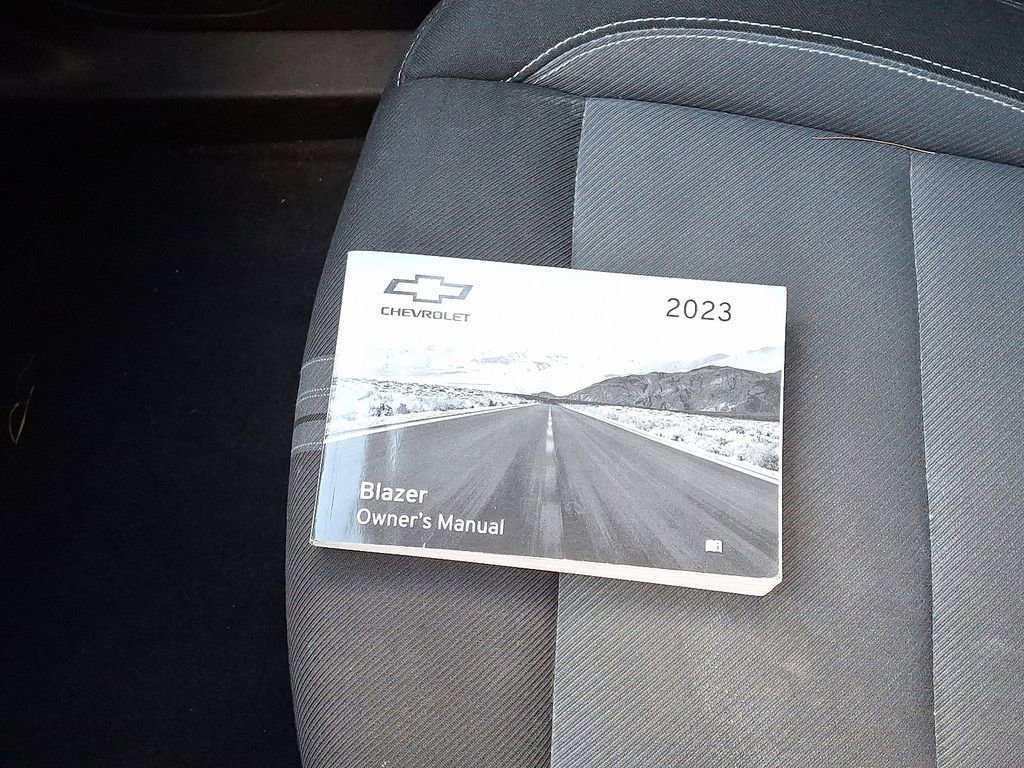 CHEVROLET
2023
Blazer
Owner's Manual